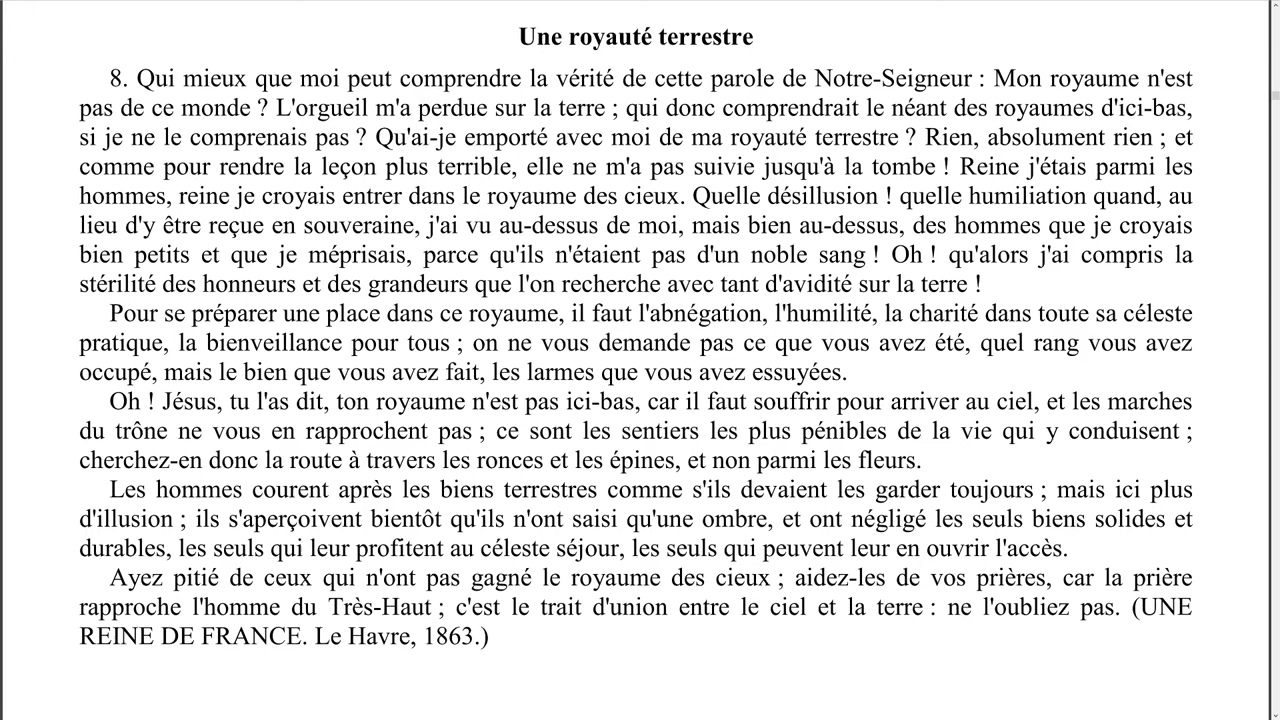 Une royauté terrestre
8. Qui mieux que moi peut comprendre la vérité de cette parole de Notre-Seigneur : Mon royaume n'est
pas de ce monde ? L'orgueil m'a perdue sur la terre ; qui donc comprendrait le néant des royaumes d'ici-bas,
si je ne le comprenais pas ? Qu'ai-je emporté avec moi de ma royauté terrestre ? Rien, absolument rien ; et
comme pour rendre la leçon plus terrible, elle ne m'a pas suivie jusqu'à la tombe ! Reine j'étais parmi les
hommes, reine je croyais entrer dans le royaume des cieux. Quelle désillusion ! quelle humiliation quand, au
lieu d'y être reçue en souveraine, j'ai vu au-dessus de moi, mais bien au-dessus, des hommes que je croyais
bien petits et que je méprisais, parce qu'ils n'étaient pas d'un noble sang ! Oh ! qu'alors j'ai compris la
stérilité des honneurs et des grandeurs que l'on recherche avec tant d'avidité sur la terre !
Pour se préparer une place dans ce royaume, il faut l'abnégation, l'humilité, la charité dans toute sa céleste
pratique, la bienveillance pour tous ; on ne vous demande pas ce que vous avez été, quel rang vous avez
occupé, mais le bien que vous avez fait, les larmes que vous avez essuyées.
Oh ! Jésus, tu l'as dit, ton royaume n'est pas ici-bas, car il faut souffrir pour arriver au ciel, et les marches
du trône ne vous en rapprochent pas ; ce sont les sentiers les plus pénibles de la vie qui y conduisent ;
cherchez-en donc la route à travers les ronces et les épines, et non parmi les fleurs.
Les hommes courent après les biens terrestres comme s'ils devaient les garder toujours ; mais ici plus
d'illusion ; ils s'aperçoivent bientôt qu'ils n'ont saisi qu'une ombre, et ont négligé les seuls biens solides et
durables, les seuls qui leur profitent au céleste séjour, les seuls qui peuvent leur en ouvrir l'accès.
Ayez pitié de ceux qui n'ont pas gagné le royaume des cieux ; aidez-les de vos prières, car la prière
rapproche l'homme du Très-Haut ; c'est le trait d'union entre le ciel et la terre : ne l'oubliez pas. (UNE
REINE DE FRANCE. Le Havre, 1863.)